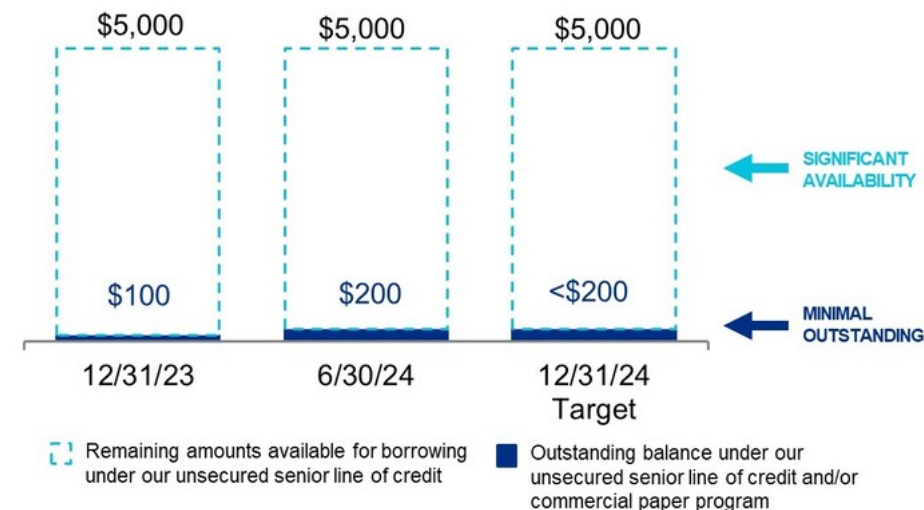 $5,000
$5,000
$5,000
SIGNIFICANT
AVAILABILITY
$100
$200
<$200
MINIMAL
OUTSTANDING
12/31/23
6/30/24
12/31/24
Target
Remaining amounts available for borrowing
under our unsecured senior line of credit
Outstanding balance under our
unsecured senior line of credit and/or
commercial paper program